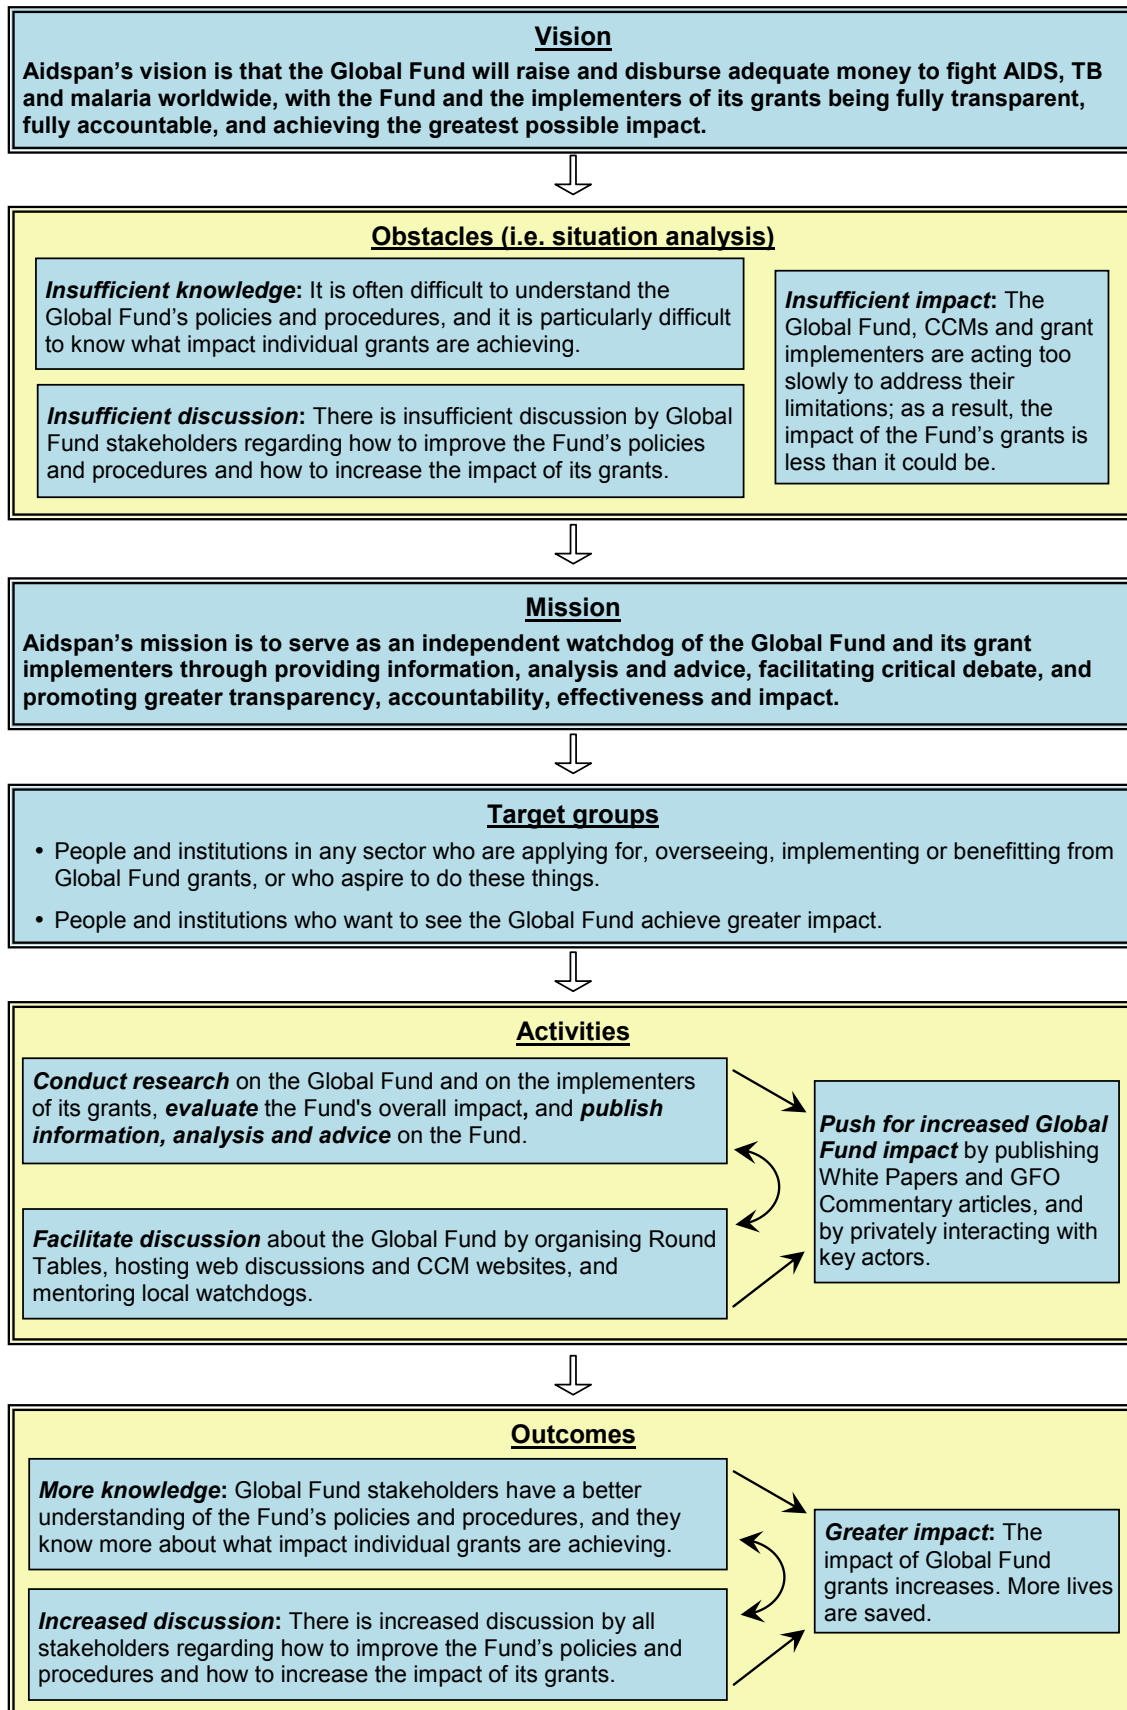 Vision
Aidspan’s vision is that the Global Fund will raise and disburse adequate money to fight AIDS, TB
and malaria worldwide, with the Fund and the implementers of its grants being fully transparent,
fully accountable, and achieving the greatest possible impact.
Obstacles (i.e. situation analysis)
Insufficient knowledge: It is often difficult to understand the
Global Fund’s policies and procedures, and it is particularly difficult
to know what impact individual grants are achieving.
Insufficient discussion: There is insufficient discussion by Global
Fund stakeholders regarding how to improve the Fund’s policies
and procedures and how to increase the impact of its grants.
Insufficient impact: The
Global Fund, CCMs and grant
implementers are acting too
slowly to address their
limitations; as a result, the
impact of the Fund’s grants is
less than it could be.
Mission
Aidspan’s mission is to serve as an independent watchdog of the Global Fund and its grant
implementers through providing information, analysis and advice, facilitating critical debate, and
promoting greater transparency, accountability, effectiveness and impact.
Target groups
• People and institutions in any sector who are applying for, overseeing, implementing or benefitting from
Global Fund grants, or who aspire to do these things.
• People and institutions who want to see the Global Fund achieve greater impact.
Activities
Conduct research on the Global Fund and on the implementers
of its grants, evaluate the Fund's overall impact, and publish
information, analysis and advice on the Fund.
Facilitate discussion about the Global Fund by organising Round
Tables, hosting web discussions and CCM websites, and
mentoring local watchdogs.
Push for increased Global
Fund impact by publishing
White Papers and GFO
Commentary articles, and
by privately interacting with
key actors.
Outcomes
More knowledge: Global Fund stakeholders have a better
understanding of the Fund’s policies and procedures, and they
know more about what impact individual grants are achieving.
Increased discussion: There is increased discussion by all
stakeholders regarding how to improve the Fund’s policies and
procedures and how to increase the impact of its grants.
Greater impact: The
impact of Global Fund
grants increases. More lives
are saved.